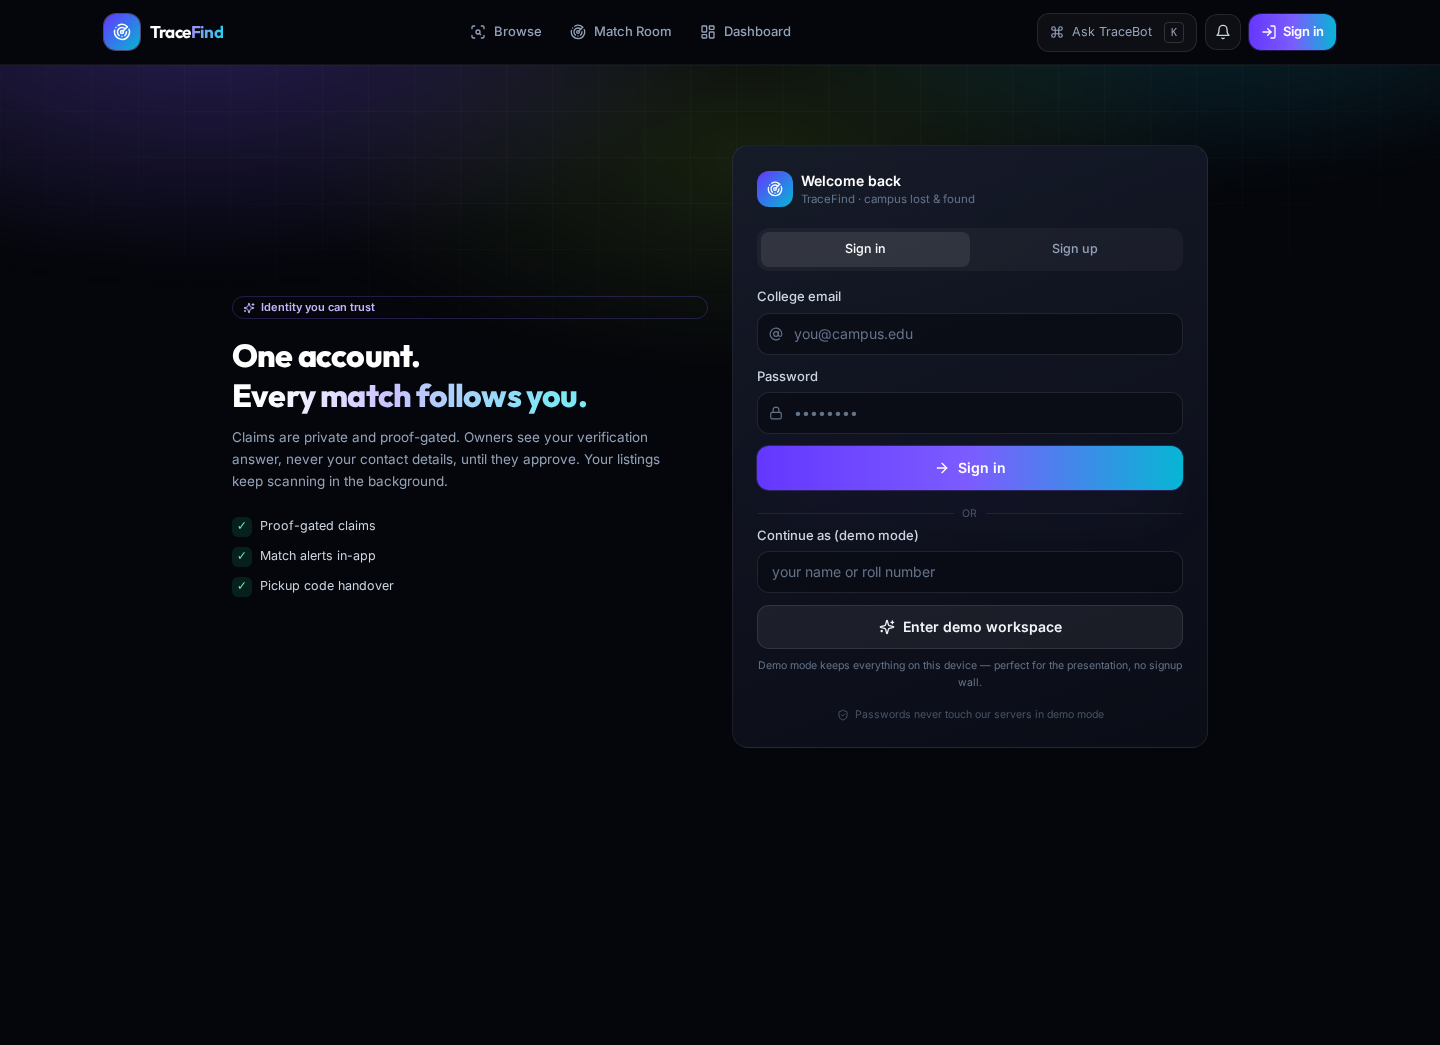 TraceFind
Browse
Match Room
Dashboard
Ask TraceBot
K
Sign in
Identity you can trust
One account.
Every match follows you.
Claims are private and proof-gated. Owners see your verification
answer, never your contact details, until they approve. Your listings
keep scanning in the background.
✓ Proof-gated claims
✓ Match alerts in-app
✓ Pickup code handover
Welcome back
TraceFind · campus lost & found
Sign in
Sign up
College email
you@campus.edu
Password
••••••••
Sign in
OR
Continue as (demo mode)
your name or roll number
Enter demo workspace
Demo mode keeps everything on this device — perfect for the presentation, no signup
wall.
Passwords never touch our servers in demo mode